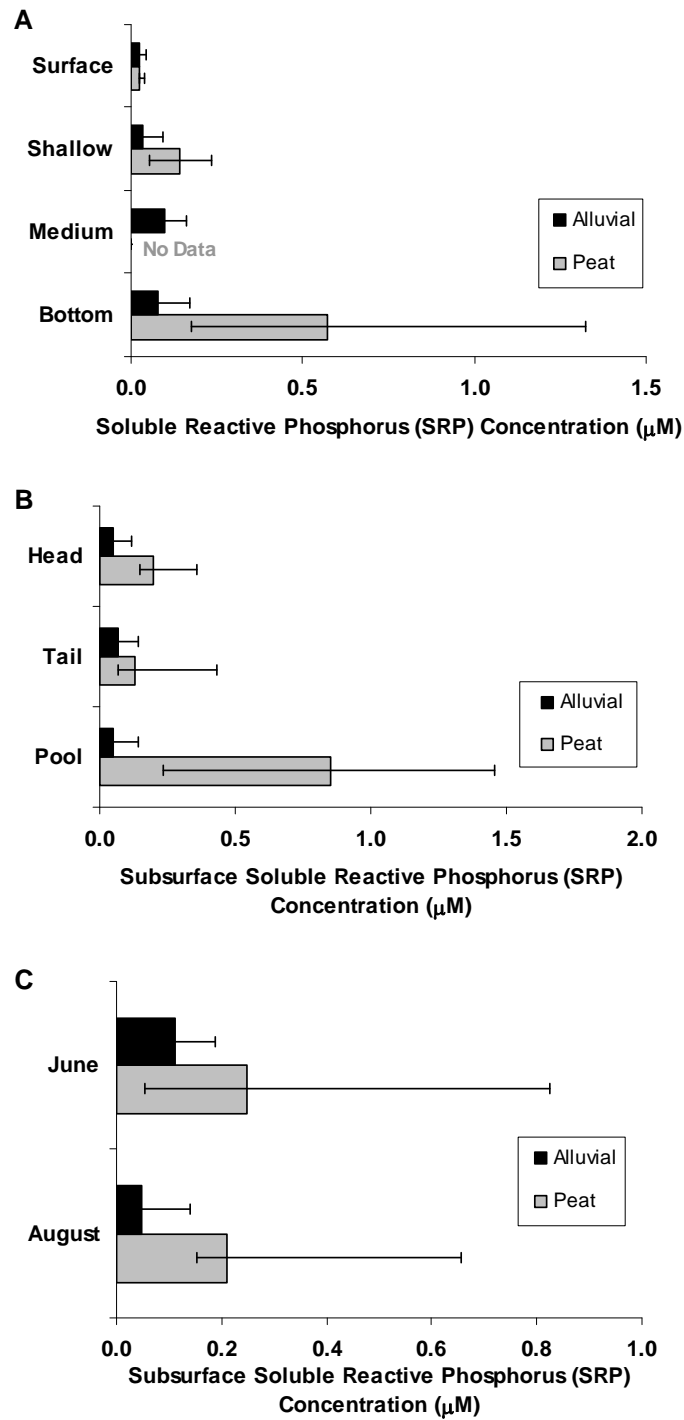 A
Surface
Shallow
Medium
No Data
Bottom
Alluvial
Peat
0.0 0.5 1.0 1.5
Soluble Reactive Phosphorus (SRP) Concentration (μM)
B
Head
Tail
Pool
Alluvial
Peat
0.0 0.5 1.0 1.5 2.0
Subsurface Soluble Reactive Phosphorus (SRP)
Concentration (μM)
C
June
August
Alluvial
Peat
0.0 0.2 0.4 0.6 0.8 1.0
Subsurface Soluble Reactive Phosphorus (SRP)
Concentration (μM)